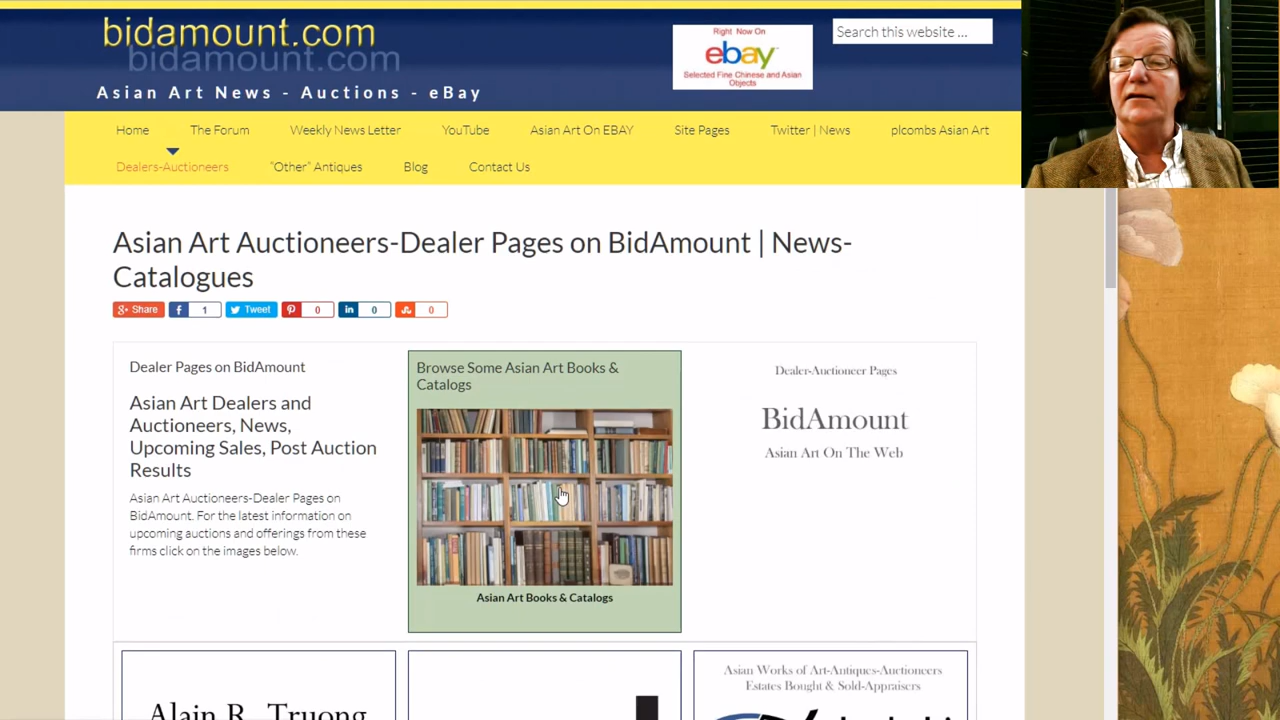 bidamount.com
bidamount.com
Asian Art News - Auctions - eBay
Right Now On
ebay™
Selected Fine Chinese and Asian
Objects
Search this website ...
Home The Forum Weekly News Letter YouTube Asian Art On EBAY Site Pages Twitter | News plcombs Asian Art
Dealers-Auctioneers "Other" Antiques Blog Contact Us
Asian Art Auctioneers-Dealer Pages on BidAmount | News-
Catalogues
g+ Share f 1 Tweet 0 in 0 0
Dealer Pages on BidAmount
Asian Art Dealers and
Auctioneers, News,
Upcoming Sales, Post Auction
Results
Asian Art Auctioneers-Dealer Pages on
BidAmount. For the latest information on
upcoming auctions and offerings from these
firms click on the images below.
Browse Some Asian Art Books &
Catalogs
Asian Art Books & Catalogs
Dealer-Auctioneer Pages
BidAmount
Asian Art On The Web
Alain R. Truong
Asian Works of Art-Antiques-Auctioneers
Estates Bought & Sold-Appraisers